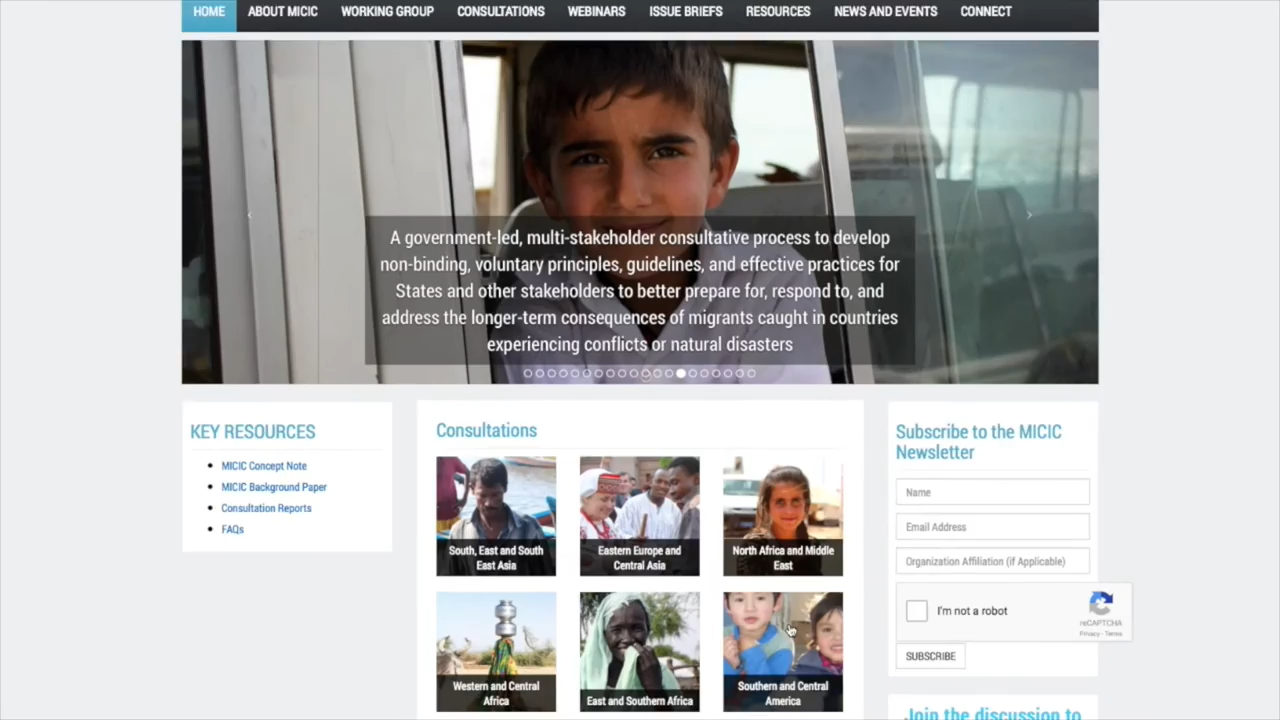 HOME ABOUT MICIC WORKING GROUP CONSULTATIONS WEBINARS ISSUE BRIEFS RESOURCES NEWS AND EVENTS CONNECT
A government-led, multi-stakeholder consultative process to develop
non-binding, voluntary principles, guidelines, and effective practices for
States and other stakeholders to better prepare for, respond to, and
address the longer-term consequences of migrants caught in countries
experiencing conflicts or natural disasters
KEY RESOURCES
MICIC Concept Note
MICIC Background Paper
Consultation Reports
FAQs
Consultations
South, East and South
East Asia
Eastern Europe and
Central Asia
North Africa and Middle
East
Western and Central
Africa
East and Southern Africa
Southern and Central
America
Subscribe to the MICIC
Newsletter
Name
Email Address
Organization Affiliation (if Applicable)
I'm not a robot
reCAPTCHA
Privacy - Terms
SUBSCRIBE
Join the discussion to